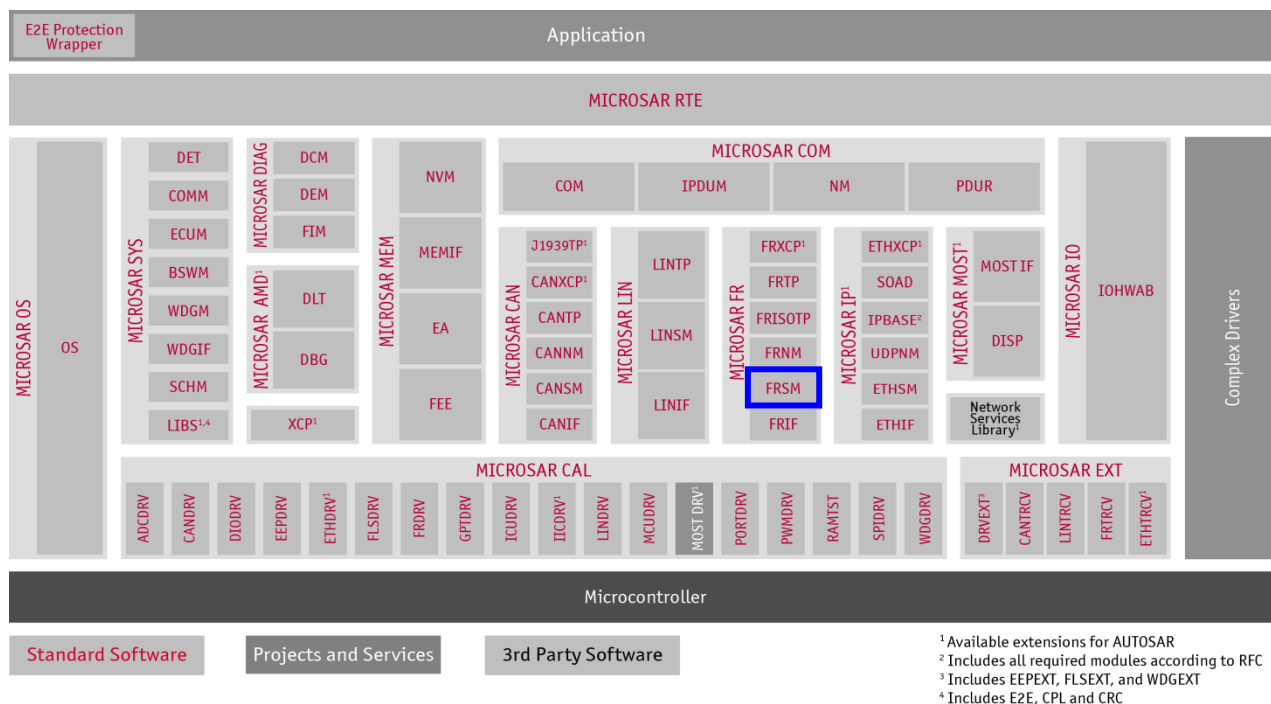 E2E Protection
Wrapper
Application
MICROSAR RTE
MICROSAR OS
OS
MICROSAR SYS
DET
COMM
ECUM
BSWM
WDGM
WDGIF
SCHM
LIBS¹,⁴
MICROSAR DIAG
DCM
DEM
FIM
MICROSAR AMD¹
DLT
DBG
XCP¹
MICROSAR MEM
NVM
MEMIF
EA
FEE
MICROSAR COM
COM
IPDUM
NM
PDUR
MICROSAR CAN
J1939TP¹
CANXCP¹
CANTP
CANNM
CANSM
CANIF
MICROSAR LIN
LINTP
LINSM
LINIF
MICROSAR FR
FRXCP¹
FRTP
FRISOTP
FRNM
FRSM
FRIF
MICROSAR IP¹
ETHXCP¹
SOAD
IPBASE²
UDPNM
ETHSM
ETHIF
MICROSAR MOST¹
MOST IF
DISP
Network
Services
Library¹
MICROSAR IO
IOHWAB
Complex Drivers
MICROSAR CAL
ADCDRV
CANDRV
DIODRV
EEPDRV
ETHDRV¹
FLSDRV
FRDRV
GPTDRV
ICUDRV
IICDRV¹
LINDRV
MCUDRV
MOST DRV¹
PORTDRV
PWMDRV
RAMTST
SPIDRV
WDGDRV
MICROSAR EXT
DRVEXT³
CANTRCV
LINTRCV
FRTRCV
ETHTRCV¹
Microcontroller
Standard Software
Projects and Services
3rd Party Software
¹ Available extensions for AUTOSAR
² Includes all required modules according to RFC
³ Includes EEPEXT, FLSEXT, and WDGEXT
⁴ Includes E2E, CPL and CRC